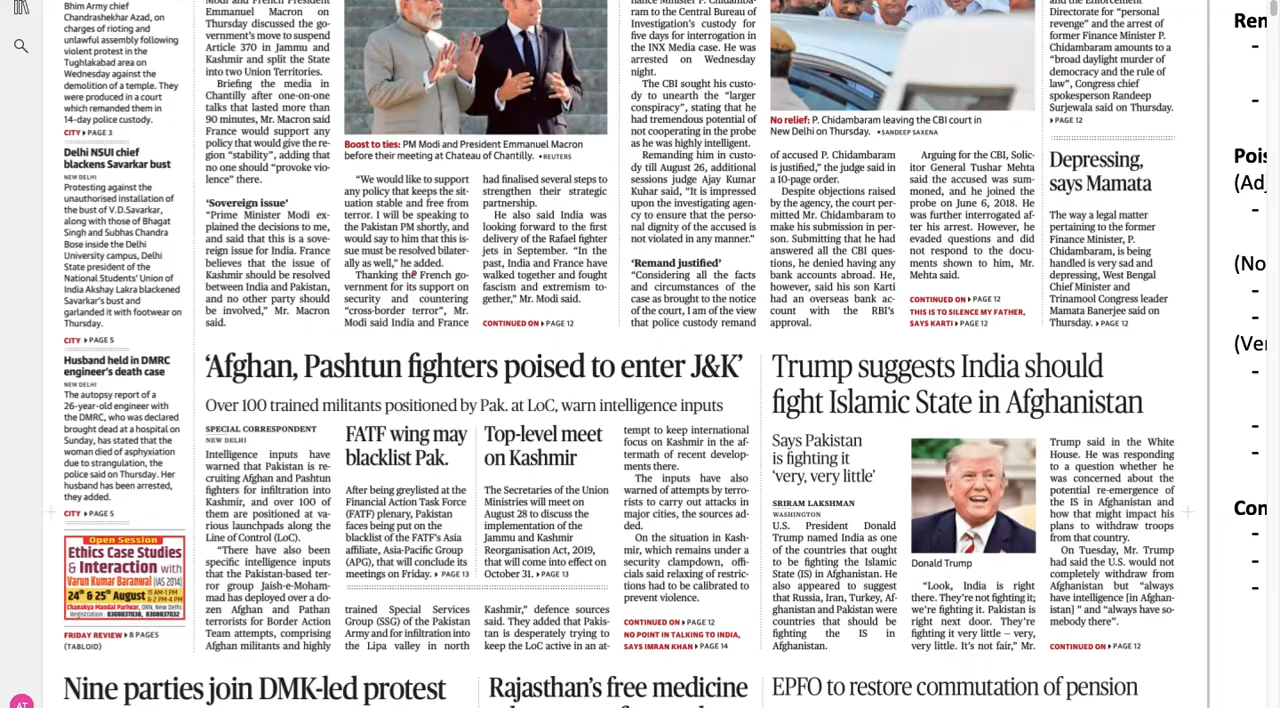 Bhim Army chief
Chandrashekhar Azad, on
charges of rioting and
unlawful assembly following
violent protest in the
Tughlakabad area on
Wednesday against the
demolition of a temple. They
were produced in a court
which remanded them in
14-day police custody.
CITY ▸ PAGE 3
Delhi NSUI chief
blackens Savarkar bust
NEW DELHI
Protesting against the
unauthorised installation of
the bust of V.D.Savarkar,
along with those of Bhagat
Singh and Subhas Chandra
Bose inside the Delhi
University campus, Delhi
State president of the
National Students' Union of
India Akshay Lakra blackened
Savarkar's bust and
garlanded it with footwear on
Thursday.
CITY ▸ PAGE 5
Husband held in DMRC
engineer's death case
NEW DELHI
The autopsy report of a
26-year-old engineer with
the DMRC, who was declared
brought dead at a hospital on
Sunday, has stated that the
woman died of asphyxiation
due to strangulation, the
police said on Thursday. Her
husband has been arrested,
they added.
CITY ▸ PAGE 5
Open Session
Ethics Case Studies
& Interaction with
Varun Kumar Baranwal (IAS 2014)
24th & 25th August 11 AM-1 PM & 2 PM-4 PM
Chanakya Mandal Pariwar, ORN, New Delhi.
Registration : 8308837030, 8308837032
FRIDAY REVIEW ▸ 8 PAGES
(TABLOID)
Modi and French President
Emmanuel Macron on
Thursday discussed the go-
vernment's move to suspend
Article 370 in Jammu and
Kashmir and split the State
into two Union Territories.
Briefing the media in
Chantilly after one-on-one
talks that lasted more than
90 minutes, Mr. Macron said
France would support any
policy that would give the re-
gion "stability", adding that
no one should "provoke vio-
lence" there.
'Sovereign issue'
"Prime Minister Modi ex-
plained the decisions to me,
and said that this is a sove-
reign issue for India. France
believes that the issue of
Kashmir should be resolved
between India and Pakistan,
and no other party should
be involved," Mr. Macron
said.
Boost to ties: PM Modi and President Emmanuel Macron
before their meeting at Chateau of Chantilly. ▪ REUTERS
"We would like to support
any policy that keeps the sit-
uation stable and free from
terror. I will be speaking to
the Pakistan PM shortly, and
would say to him that this is-
sue must be resolved bilater-
ally as well," he added.
Thanking the French go-
vernment for its support on
security and countering
"cross-border terror", Mr.
Modi said India and France
had finalised several steps to
strengthen their strategic
partnership.
He also said India was
looking forward to the first
delivery of the Rafael fighter
jets in September. "In the
past, India and France have
walked together and fought
fascism and extremism to-
gether," Mr. Modi said.
CONTINUED ON ▸ PAGE 12
nance Minister P. Chidamba-
ram to the Central Bureau of
Investigation's custody for
five days for interrogation in
the INX Media case. He was
arrested on Wednesday
night.
The CBI sought his custo-
dy to unearth the "larger
conspiracy", stating that he
had tremendous potential of
not cooperating in the probe
as he was highly intelligent.
Remanding him in custo-
dy till August 26, additional
sessions judge Ajay Kumar
Kuhar said, "It is impressed
upon the investigating agen-
cy to ensure that the perso-
nal dignity of the accused is
not violated in any manner."
'Remand justified'
"Considering all the facts
and circumstances of the
case as brought to the notice
of the court, I am of the view
that police custody remand
No relief: P. Chidambaram leaving the CBI court in
New Delhi on Thursday. ▪ SANDEEP SAXENA
of accused P. Chidambaram
is justified," the judge said in
a 10-page order.
Despite objections raised
by the agency, the court per-
mitted Mr. Chidambaram to
make his submission in per-
son. Submitting that he had
answered all the CBI ques-
tions, he denied having any
bank accounts abroad. He,
however, said his son Karti
had an overseas bank ac-
count with the RBI's
approval.
Arguing for the CBI, Solic-
itor General Tushar Mehta
said the accused was sum-
moned, and he joined the
probe on June 6, 2018. He
was further interrogated af-
ter his arrest. However, he
evaded questions and did
not respond to the docu-
ments shown to him, Mr.
Mehta said.
CONTINUED ON ▸ PAGE 12
THIS IS TO SILENCE MY FATHER,
SAYS KARTI ▸ PAGE 12
and the Enforcement
Directorate for "personal
revenge" and the arrest of
former Finance Minister P.
Chidambaram amounts to a
"broad daylight murder of
democracy and the rule of
law", Congress chief
spokesperson Randeep
Surjewala said on Thursday.
▸ PAGE 12
Depressing,
says Mamata
The way a legal matter
pertaining to the former
Finance Minister, P.
Chidambaram, is being
handled is very sad and
depressing, West Bengal
Chief Minister and
Trinamool Congress leader
Mamata Banerjee said on
Thursday. ▸ PAGE 12
'Afghan, Pashtun fighters poised to enter J&K'
Over 100 trained militants positioned by Pak. at LoC, warn intelligence inputs
SPECIAL CORRESPONDENT
NEW DELHI
Intelligence inputs have
warned that Pakistan is re-
cruiting Afghan and Pashtun
fighters for infiltration into
Kashmir, and over 100 of
them are positioned at va-
rious launchpads along the
Line of Control (LoC).
"There have also been
specific intelligence inputs
that the Pakistan-based ter-
ror group Jaish-e-Moham-
mad has deployed over a do-
zen Afghan and Pathan
terrorists for Border Action
Team attempts, comprising
Afghan militants and highly
FATF wing may
blacklist Pak.
After being greylisted at the
Financial Action Task Force
(FATF) plenary, Pakistan
faces being put on the
blacklist of the FATF's Asia
affiliate, Asia-Pacific Group
(APG), that will conclude its
meetings on Friday. ▸ PAGE 13
Top-level meet
on Kashmir
The Secretaries of the Union
Ministries will meet on
August 28 to discuss the
implementation of the
Jammu and Kashmir
Reorganisation Act, 2019,
that will come into effect on
October 31. ▸ PAGE 13
trained Special Services
Group (SSG) of the Pakistan
Army and for infiltration into
the Lipa valley in north
Kashmir," defence sources
said. They added that Pakis-
tan is desperately trying to
keep the LoC active in an at-
tempt to keep international
focus on Kashmir in the af-
termath of recent develop-
ments there.
The inputs have also
warned of attempts by terro-
rists to carry out attacks in
major cities, the sources ad-
ded.
On the situation in Kash-
mir, which remains under a
security clampdown, offi-
cials said relaxing of restric-
tions had to be calibrated to
prevent violence.
CONTINUED ON ▸ PAGE 12
NO POINT IN TALKING TO INDIA,
SAYS IMRAN KHAN ▸ PAGE 14
Trump suggests India should
fight Islamic State in Afghanistan
Says Pakistan
is fighting it
'very, very little'
SRIRAM LAKSHMAN
WASHINGTON
U.S. President Donald
Trump named India as one
of the countries that ought
to be fighting the Islamic
State (IS) in Afghanistan. He
also appeared to suggest
that Russia, Iran, Turkey, Af-
ghanistan and Pakistan were
countries that should be
fighting the IS in
Afghanistan.
Donald Trump
"Look, India is right
there. They're not fighting it;
we're fighting it. Pakistan is
right next door. They're
fighting it very little – very,
very little. It's not fair," Mr.
Trump said in the White
House. He was responding
to a question whether he
was concerned about the
potential re-emergence of
the IS in Afghanistan and
how that might impact his
plans to withdraw troops
from that country.
On Tuesday, Mr. Trump
had said the U.S. would not
completely withdraw from
Afghanistan but "always
have intelligence [in Afghan-
istan] " and "always have so-
mebody there".
CONTINUED ON ▸ PAGE 12
Nine parties join DMK-led protest
Rajasthan's free medicine
EPFO to restore commutation of pension
Ren
-
-
Pois
(Adj
-
(No
-
-
(Ver
-
-
-
Con
-
-
-
AT